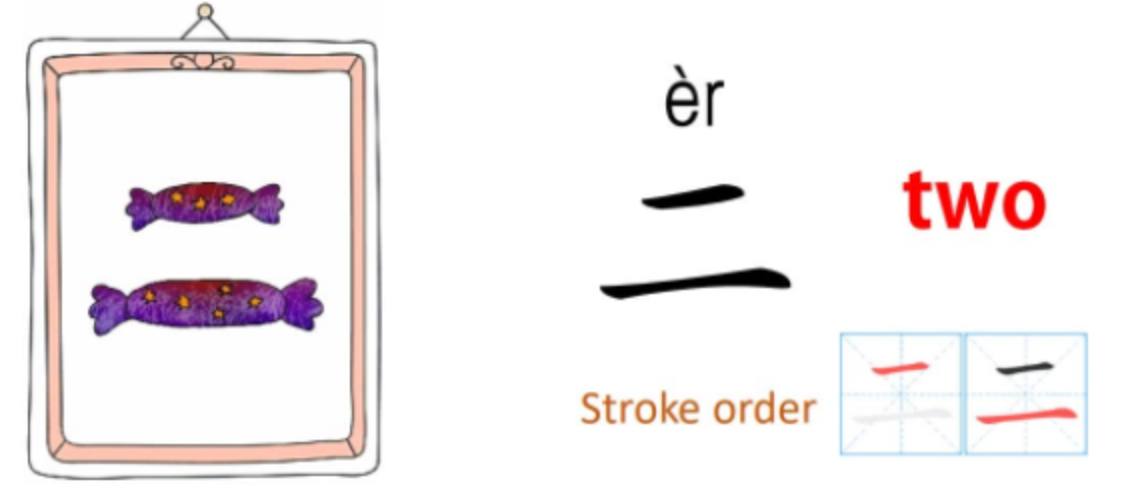 èr
二
two
Stroke order